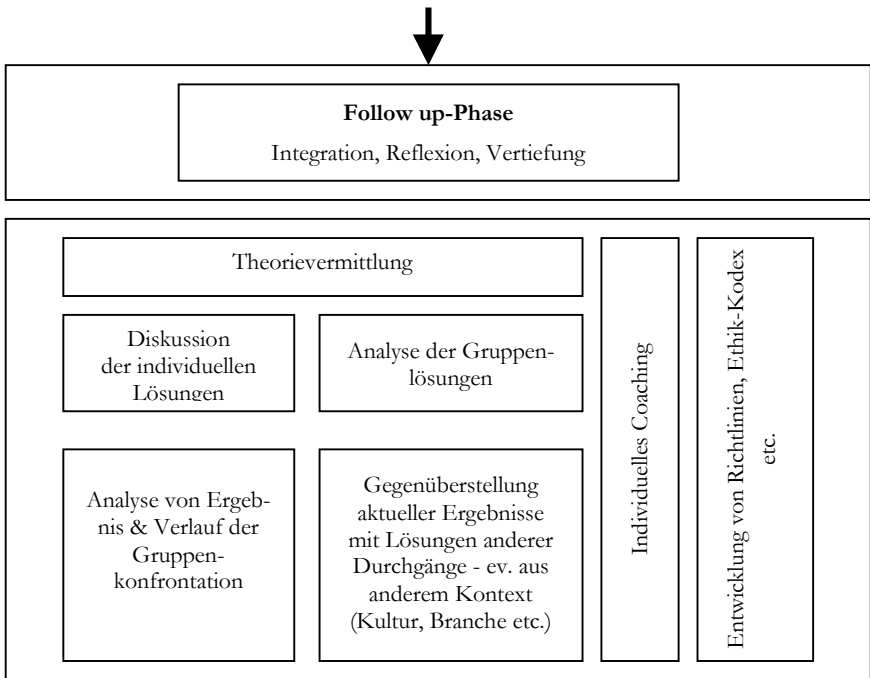 Follow up-Phase
Integration, Reflexion, Vertiefung
Theorievermittlung
Diskussion
der individuellen
Lösungen
Analyse der Gruppen-
lösungen
Analyse von Ergeb-
nis & Verlauf der
Gruppen-
konfrontation
Gegenüberstellung
aktueller Ergebnisse
mit Lösungen anderer
Durchgänge - ev. aus
anderem Kontext
(Kultur, Branche etc.)
Individuelles Coaching
Entwicklung von Richtlinien, Ethik-Kodex
etc.